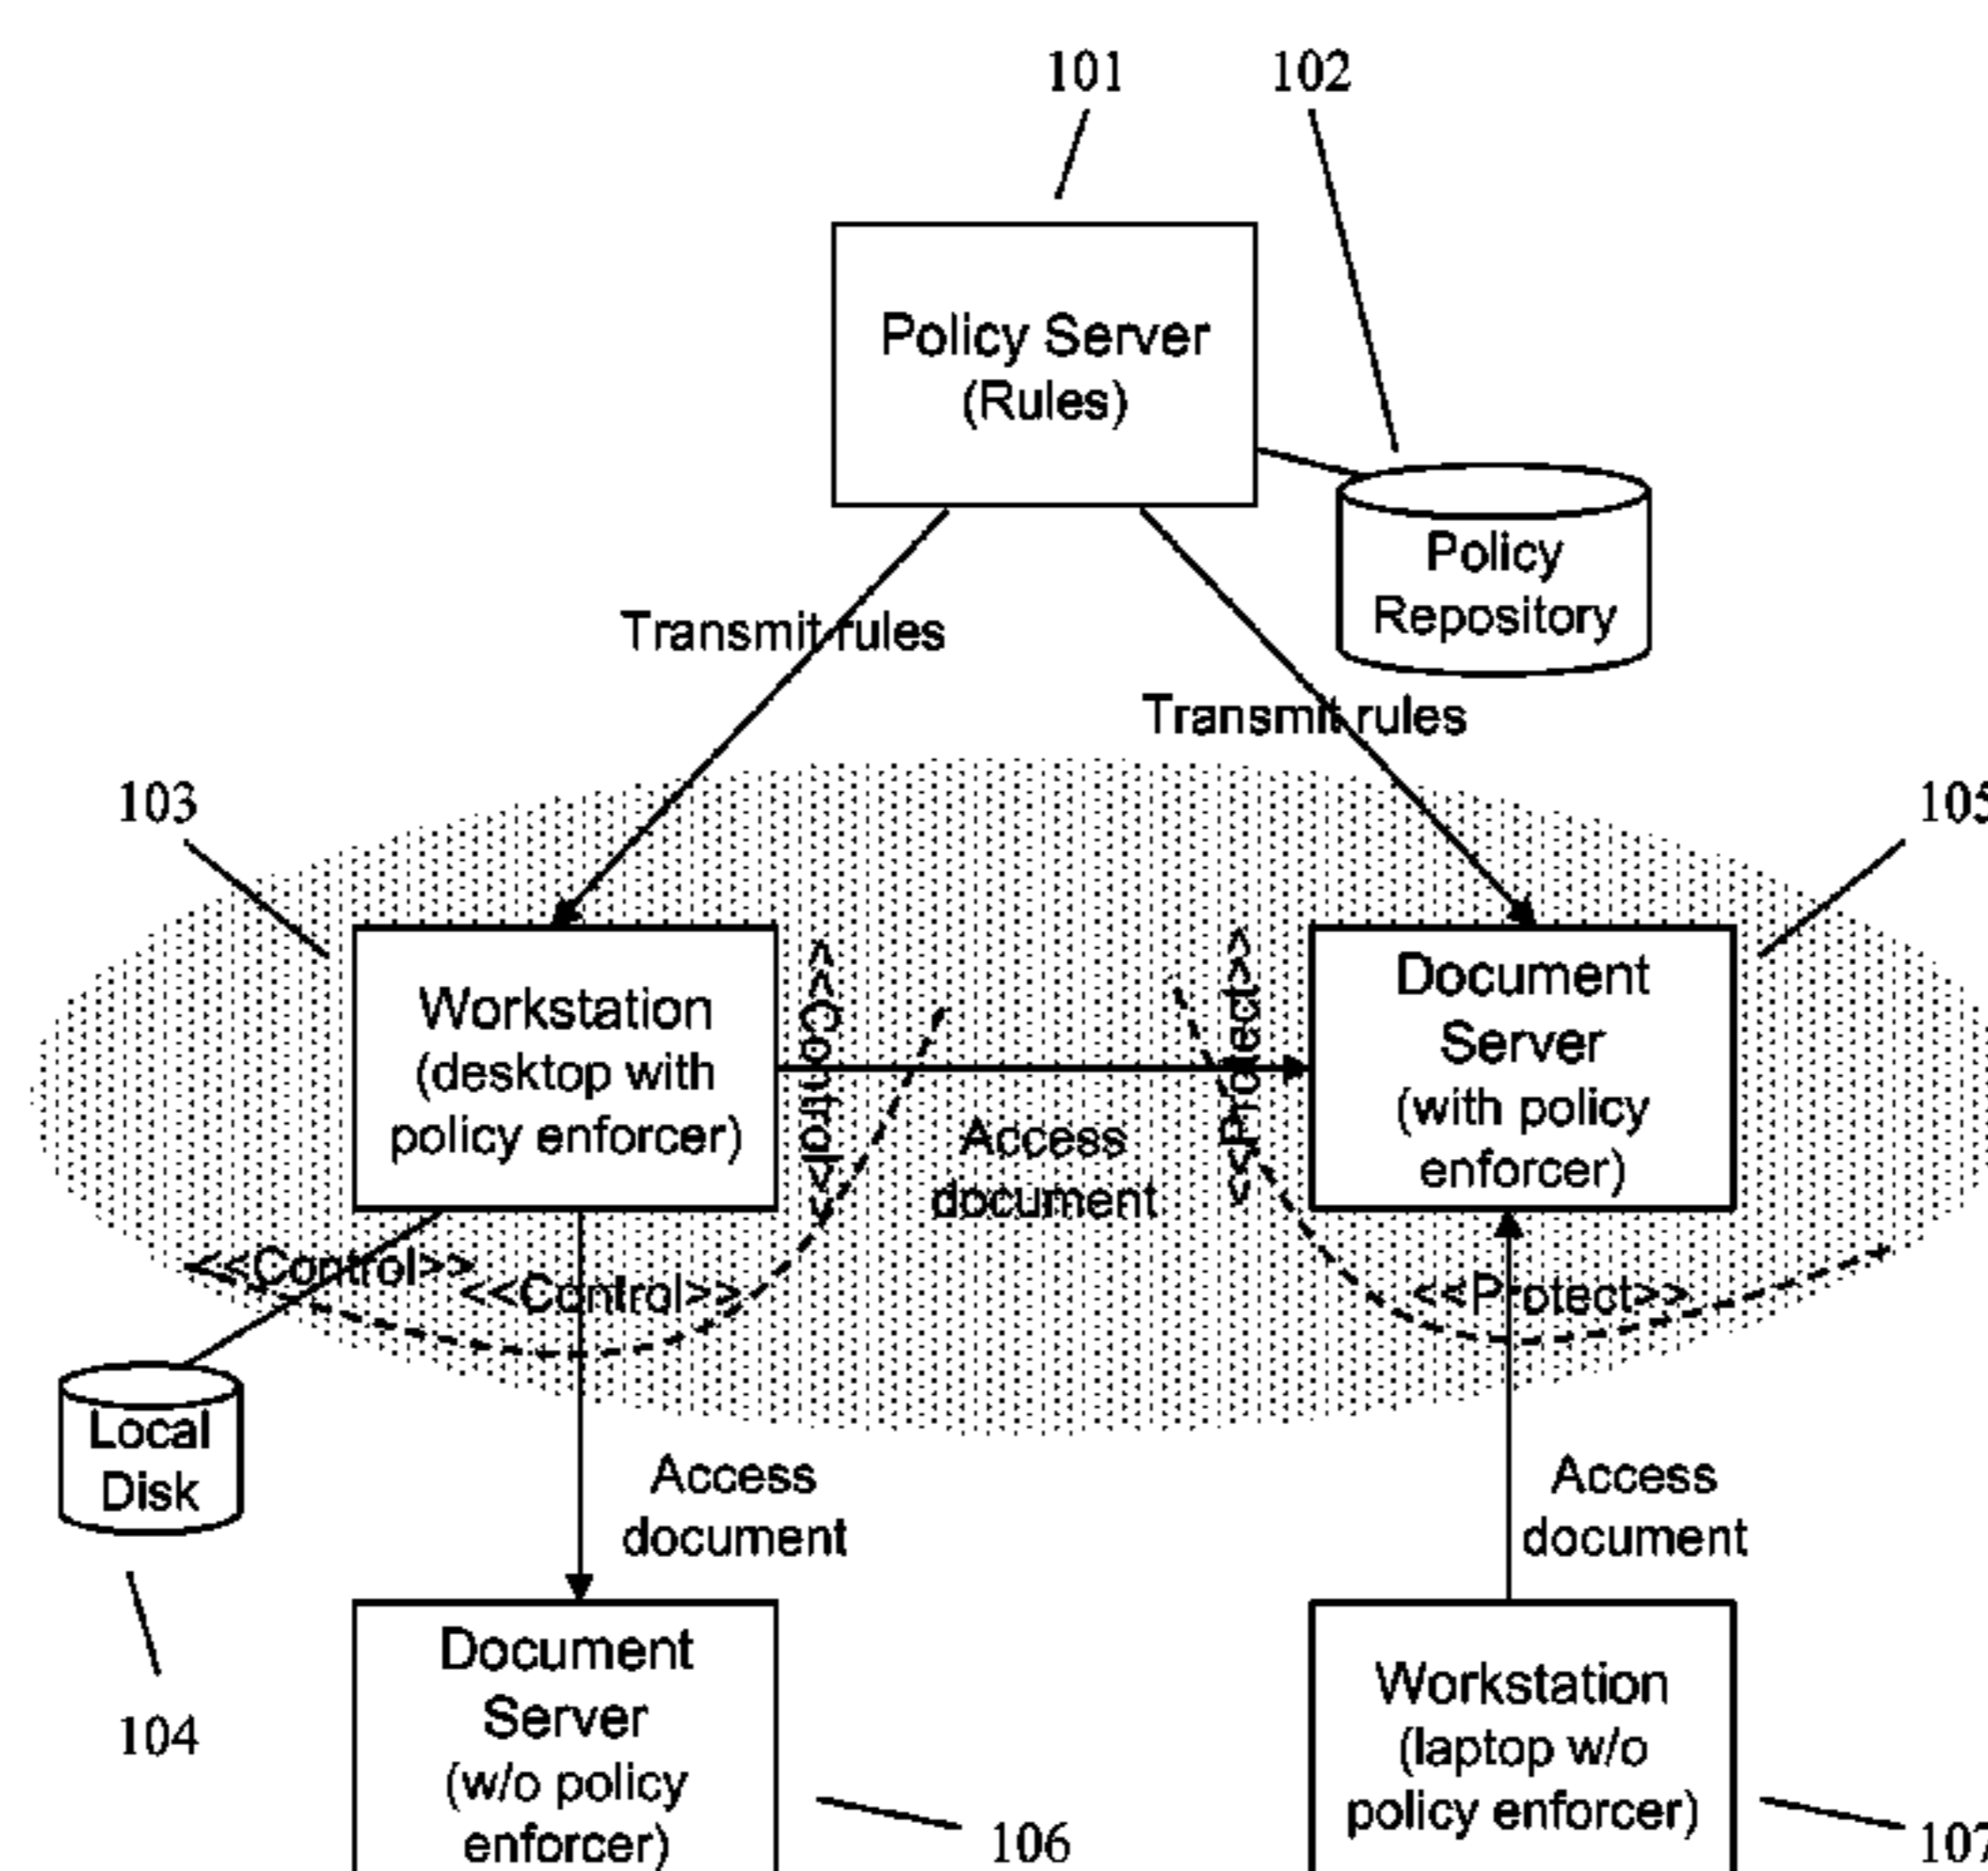 101
102
Policy Server
(Rules)
Policy
Repository
Transmit rules
Transmit rules
103
105
Workstation
(desktop with
policy enforcer)
<<Control>>
<<Protect>>
Document
Server
(with policy
enforcer)
Access
document
<<Control>>
<<Control>>
<<Protect>>
Local
Disk
Access
document
Access
document
104
Document
Server
(w/o policy
enforcer)
106
Workstation
(laptop w/o
policy enforcer)
107